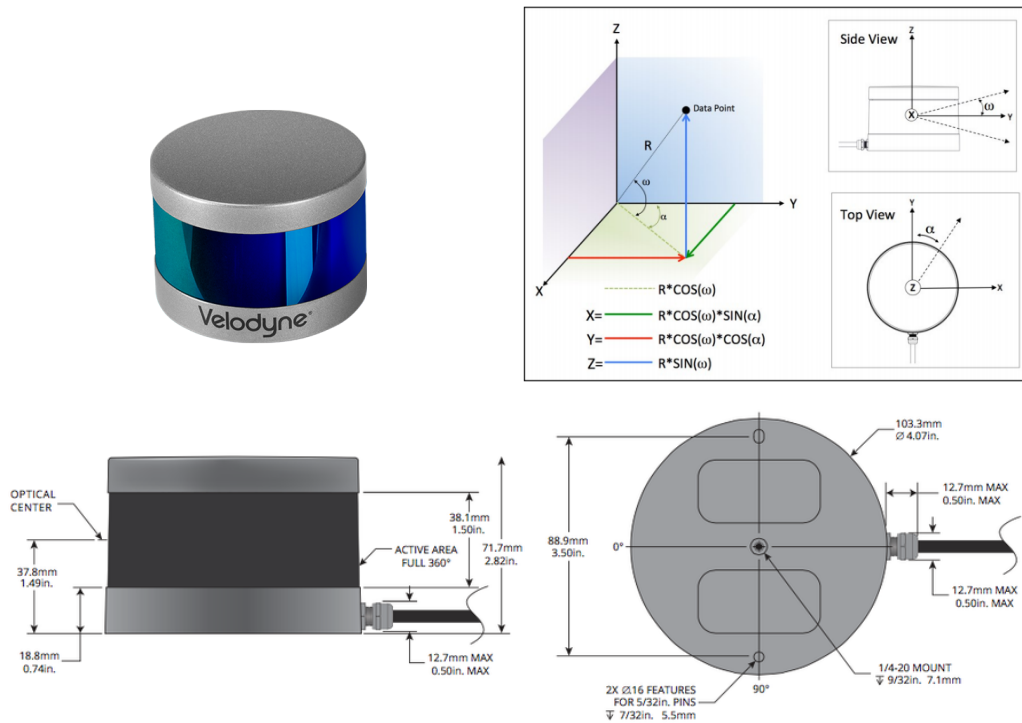 Velodyne®
Z
Data Point
R
ω
α
Y
X
R*COS(ω)
X= R*COS(ω)*SIN(α)
Y= R*COS(ω)*COS(α)
Z= R*SIN(ω)
Side View
Z
ω
X
Y
Top View
Y
α
Z
X
OPTICAL
CENTER
37.8mm
1.49in.
18.8mm
0.74in.
38.1mm
1.50in.
71.7mm
2.82in.
ACTIVE AREA
FULL 360°
12.7mm MAX
0.50in. MAX
103.3mm
Ø 4.07in.
12.7mm MAX
0.50in. MAX
88.9mm
3.50in.
0°
12.7mm MAX
0.50in. MAX
1/4-20 MOUNT
↧ 9/32in. 7.1mm
90°
2X Ø.16 FEATURES
FOR 5/32in. PINS
↧ 7/32in. 5.5mm